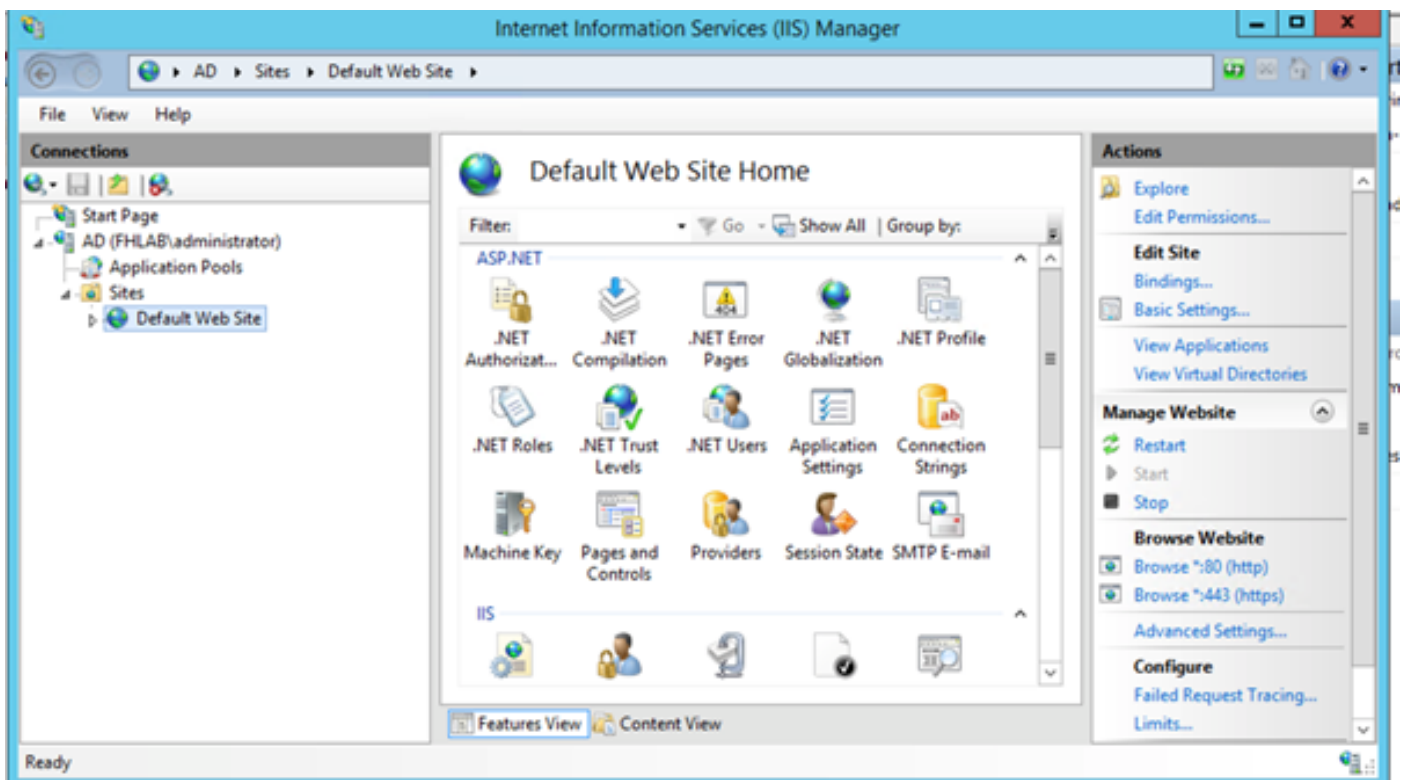 Internet Information Services (IIS) Manager
AD Sites Default Web Site
File View Help
Connections
Start Page
AD (FHLAB\administrator)
Application Pools
Sites
Default Web Site
Default Web Site Home
Filter: Go Show All Group by:
ASP.NET
.NET Authorizat...
.NET Compilation
.NET Error Pages
404
.NET Globalization
.NET Profile
.NET Roles
.NET Trust Levels
.NET Users
Application Settings
ab
Connection Strings
Machine Key
Pages and Controls
Providers
Session State
SMTP E-mail
IIS
Features View Content View
Actions
Explore
Edit Permissions...
Edit Site
Bindings...
Basic Settings...
View Applications
View Virtual Directories
Manage Website
Restart
Start
Stop
Browse Website
Browse *:80 (http)
Browse *:443 (https)
Advanced Settings...
Configure
Failed Request Tracing...
Limits...
Ready